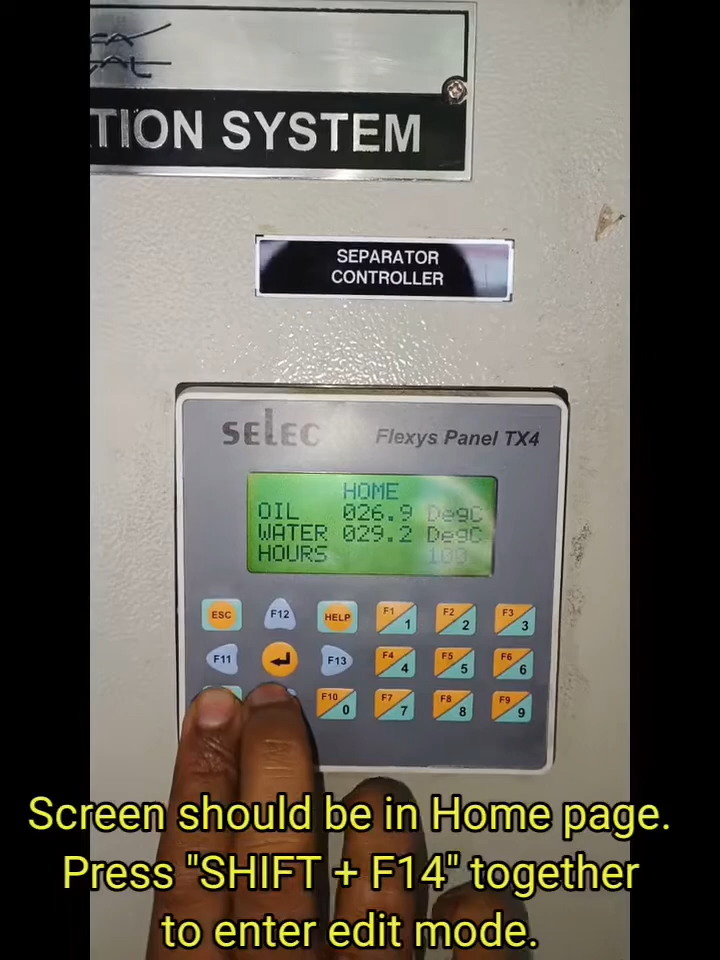 TION SYSTEM
SEPARATOR
CONTROLLER
SELEC Flexys Panel TX4
HOME
OIL 026.9 DegC
WATER 029.2 DegC
HOURS 100
ESC F12 HELP F1 1 F2 2 F3 3
F11 F13 F4 4 F5 5 F6 6
F10 0 F7 7 F8 8 F9 9
Screen should be in Home page.
Press "SHIFT + F14" together
to enter edit mode.